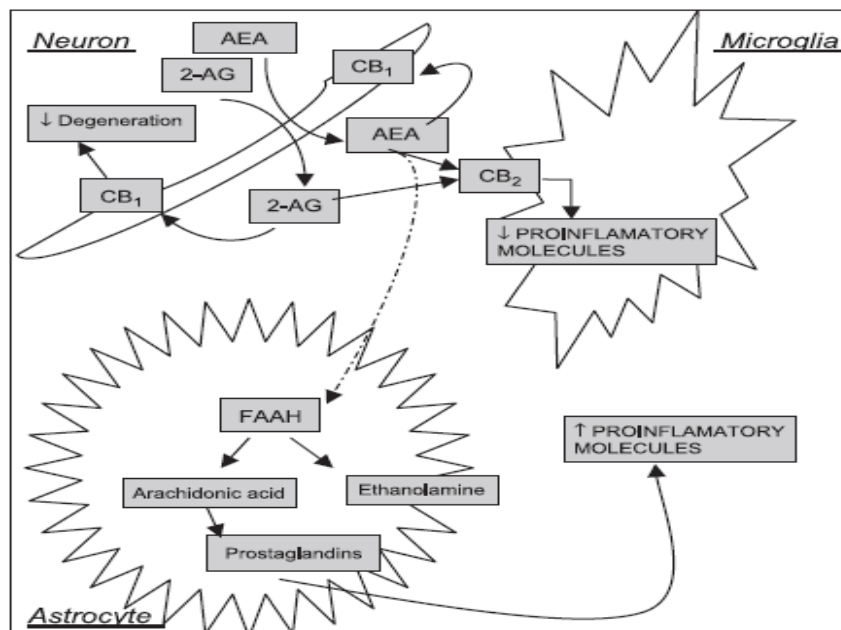 Neuron
AEA
2-AG
CB1
Microglia
↓ Degeneration
AEA
CB1
2-AG
CB2
↓ PROINFLAMATORY
MOLECULES
FAAH
Arachidonic acid
Ethanolamine
Prostaglandins
↑ PROINFLAMATORY
MOLECULES
Astrocyte